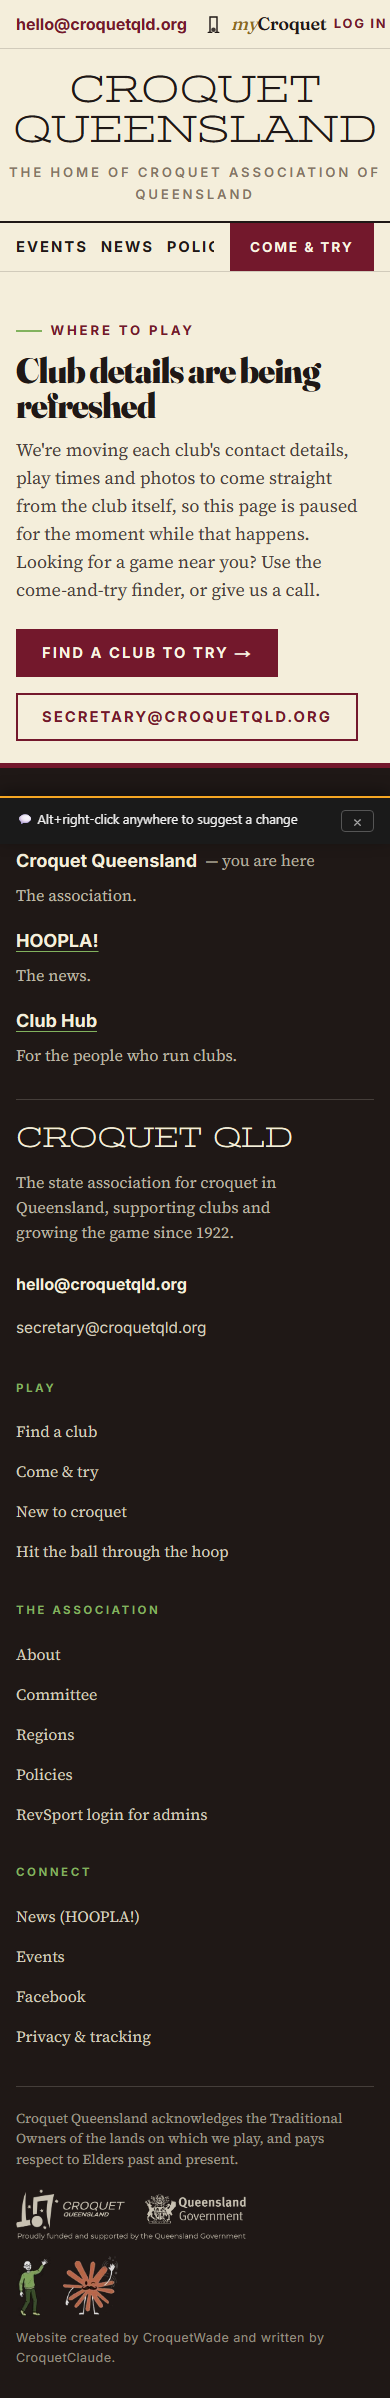 hello@croquetqld.org myCroquet LOG IN
CROQUET
QUEENSLAND
THE HOME OF CROQUET ASSOCIATION OF
QUEENSLAND
EVENTS NEWS POLIC COME & TRY
WHERE TO PLAY
Club details are being
refreshed
We're moving each club's contact details,
play times and photos to come straight
from the club itself, so this page is paused
for the moment while that happens.
Looking for a game near you? Use the
come-and-try finder, or give us a call.
FIND A CLUB TO TRY →
SECRETARY@CROQUETQLD.ORG
Alt+right-click anywhere to suggest a change ×
Croquet Queensland — you are here
The association.
HOOPLA!
The news.
Club Hub
For the people who run clubs.
CROQUET QLD
The state association for croquet in
Queensland, supporting clubs and
growing the game since 1922.
hello@croquetqld.org
secretary@croquetqld.org
PLAY
Find a club
Come & try
New to croquet
Hit the ball through the hoop
THE ASSOCIATION
About
Committee
Regions
Policies
RevSport login for admins
CONNECT
News (HOOPLA!)
Events
Facebook
Privacy & tracking
Croquet Queensland acknowledges the Traditional
Owners of the lands on which we play, and pays
respect to Elders past and present.
CROQUET
QUEENSLAND
Queensland
Government
Proudly funded and supported by the Queensland Government
Website created by CroquetWade and written by
CroquetClaude.